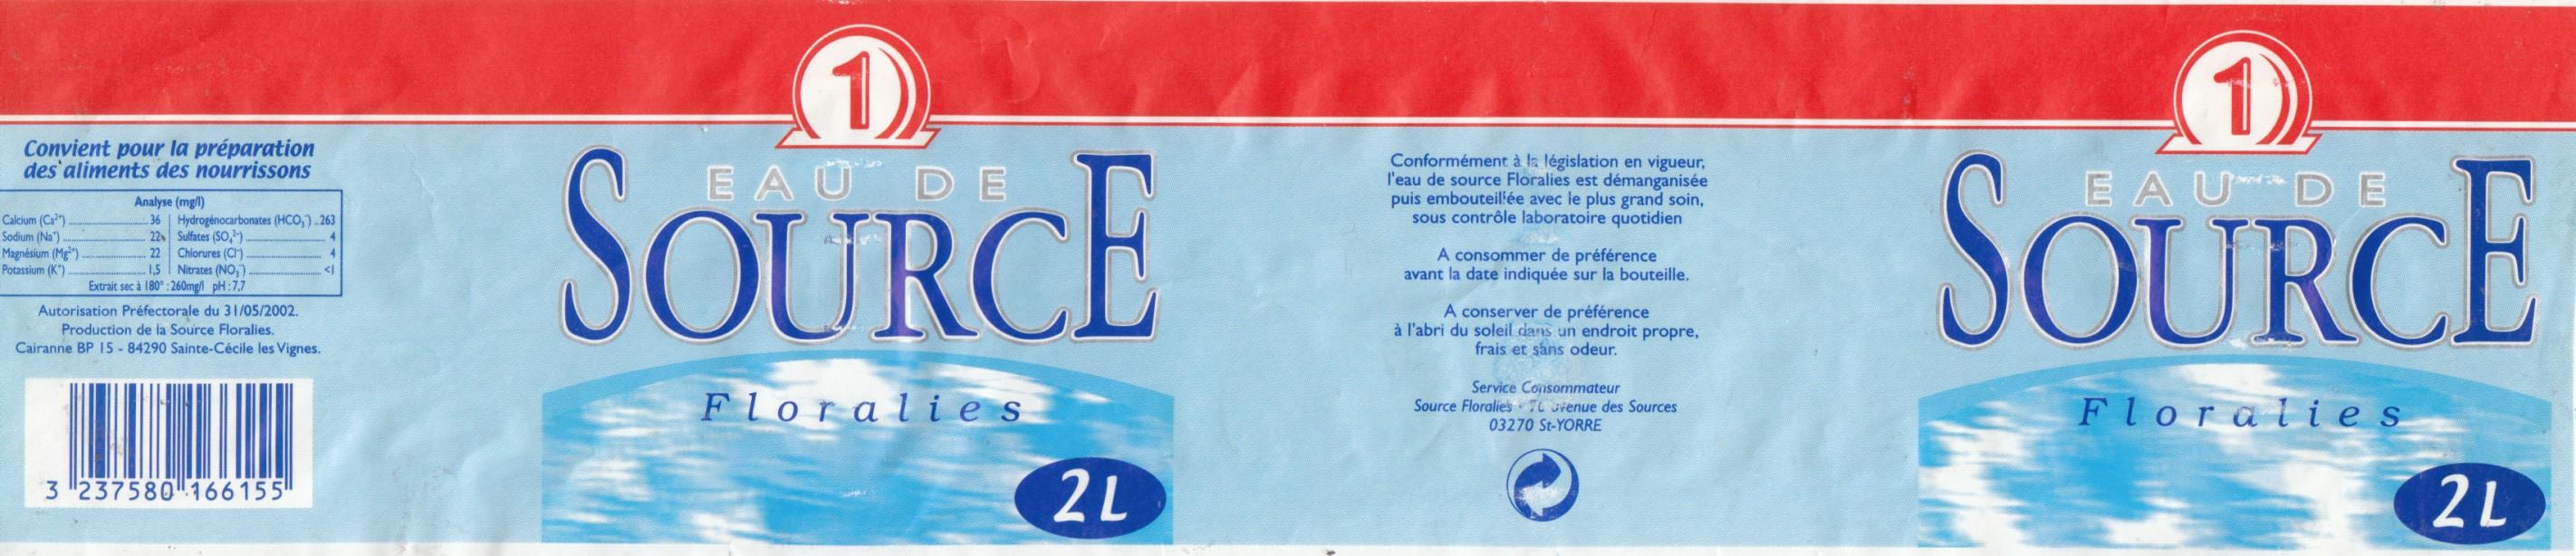 Convient pour la préparation
des aliments des nourrissons
Analyse (mg/l)
Calcium (Ca²⁺) 36 Hydrogénocarbonates (HCO₃⁻) 263
Sodium (Na⁺) 22 Sulfates (SO₄²⁻) 4
Magnésium (Mg²⁺) 22 Chlorures (Cl⁻) 4
Potassium (K⁺) 1,5 Nitrates (NO₃⁻) <1
Extrait sec à 180° : 260mg/l pH : 7,7
Autorisation Préfectorale du 31/05/2002.
Production de la Source Floralies.
Cairanne BP 15 - 84290 Sainte-Cécile les Vignes.
3 237580 166155
1
EAU DE
SOURCE
Floralies
2L
Conformément à la législation en vigueur,
l'eau de source Floralies est démanganisée
puis embouteillée avec le plus grand soin,
sous contrôle laboratoire quotidien
A consommer de préférence
avant la date indiquée sur la bouteille.
A conserver de préférence
à l'abri du soleil dans un endroit propre,
frais et sans odeur.
Service Consommateur
Source Floralies - avenue des Sources
03270 St-YORRE
1
EAU DE
SOURCE
Floralies
2L